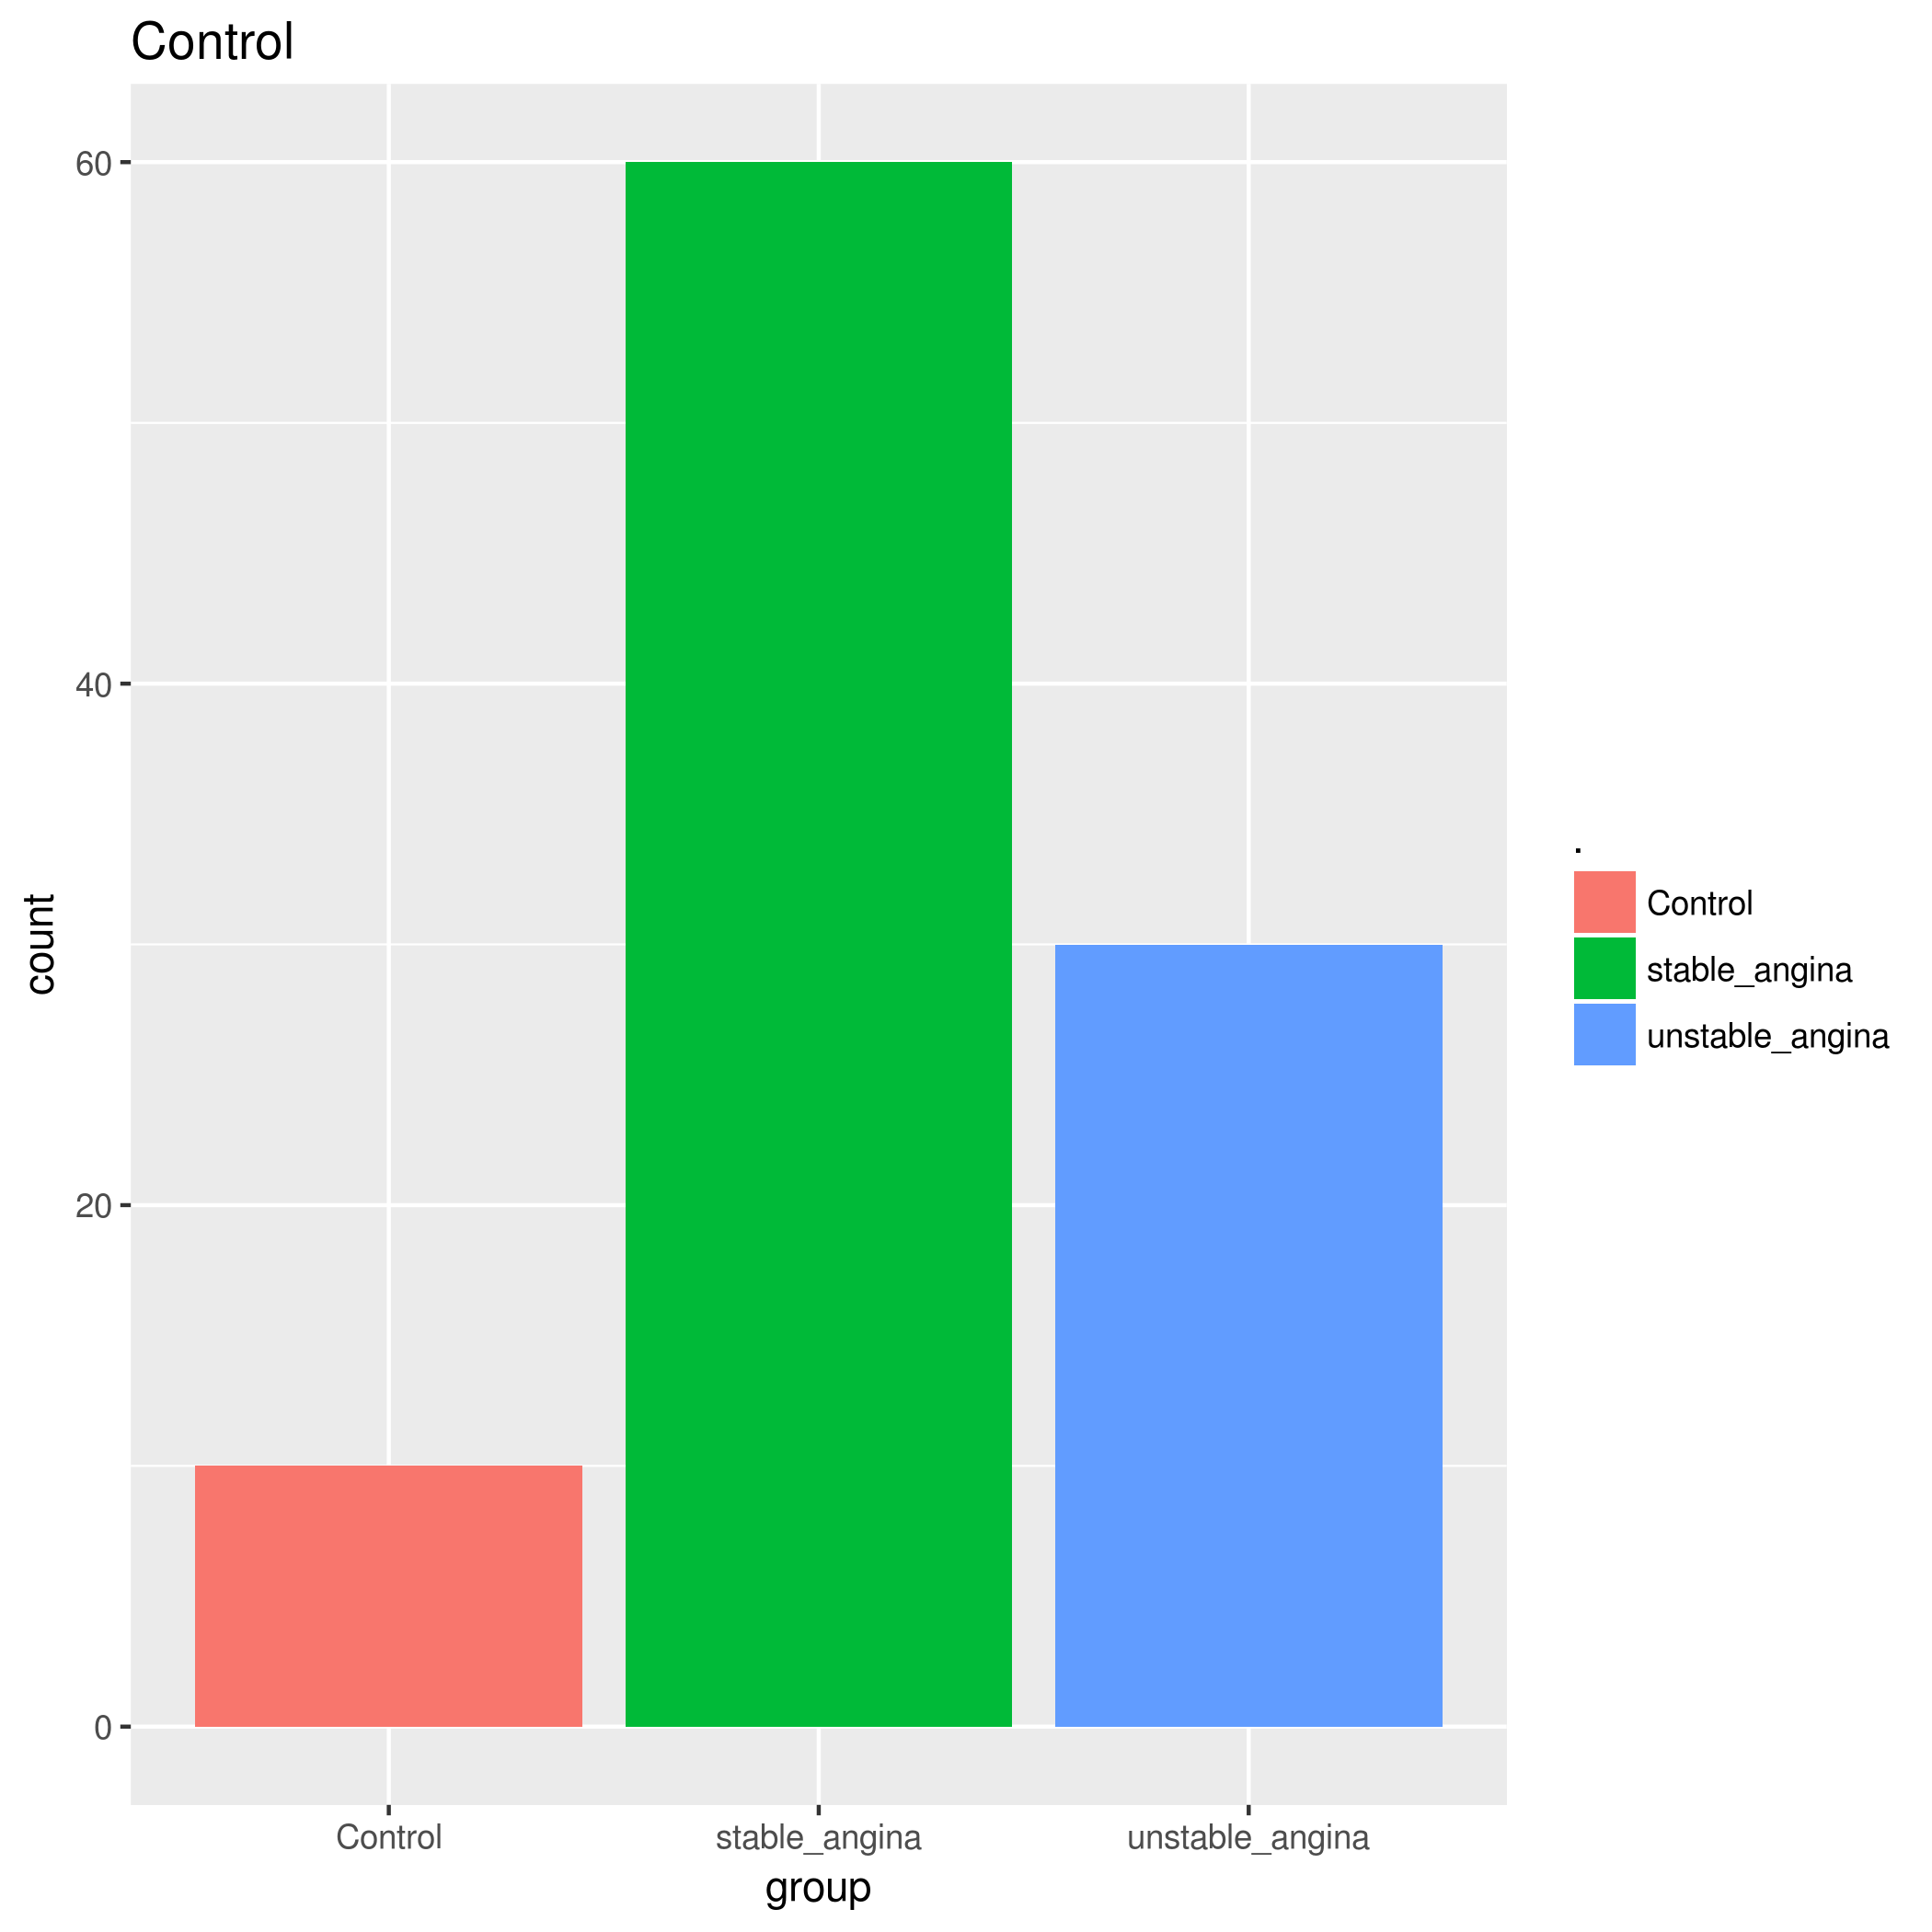 Control
60
40
20
0
count
Control stable_angina unstable_angina
group
.
Control
stable_angina
unstable_angina